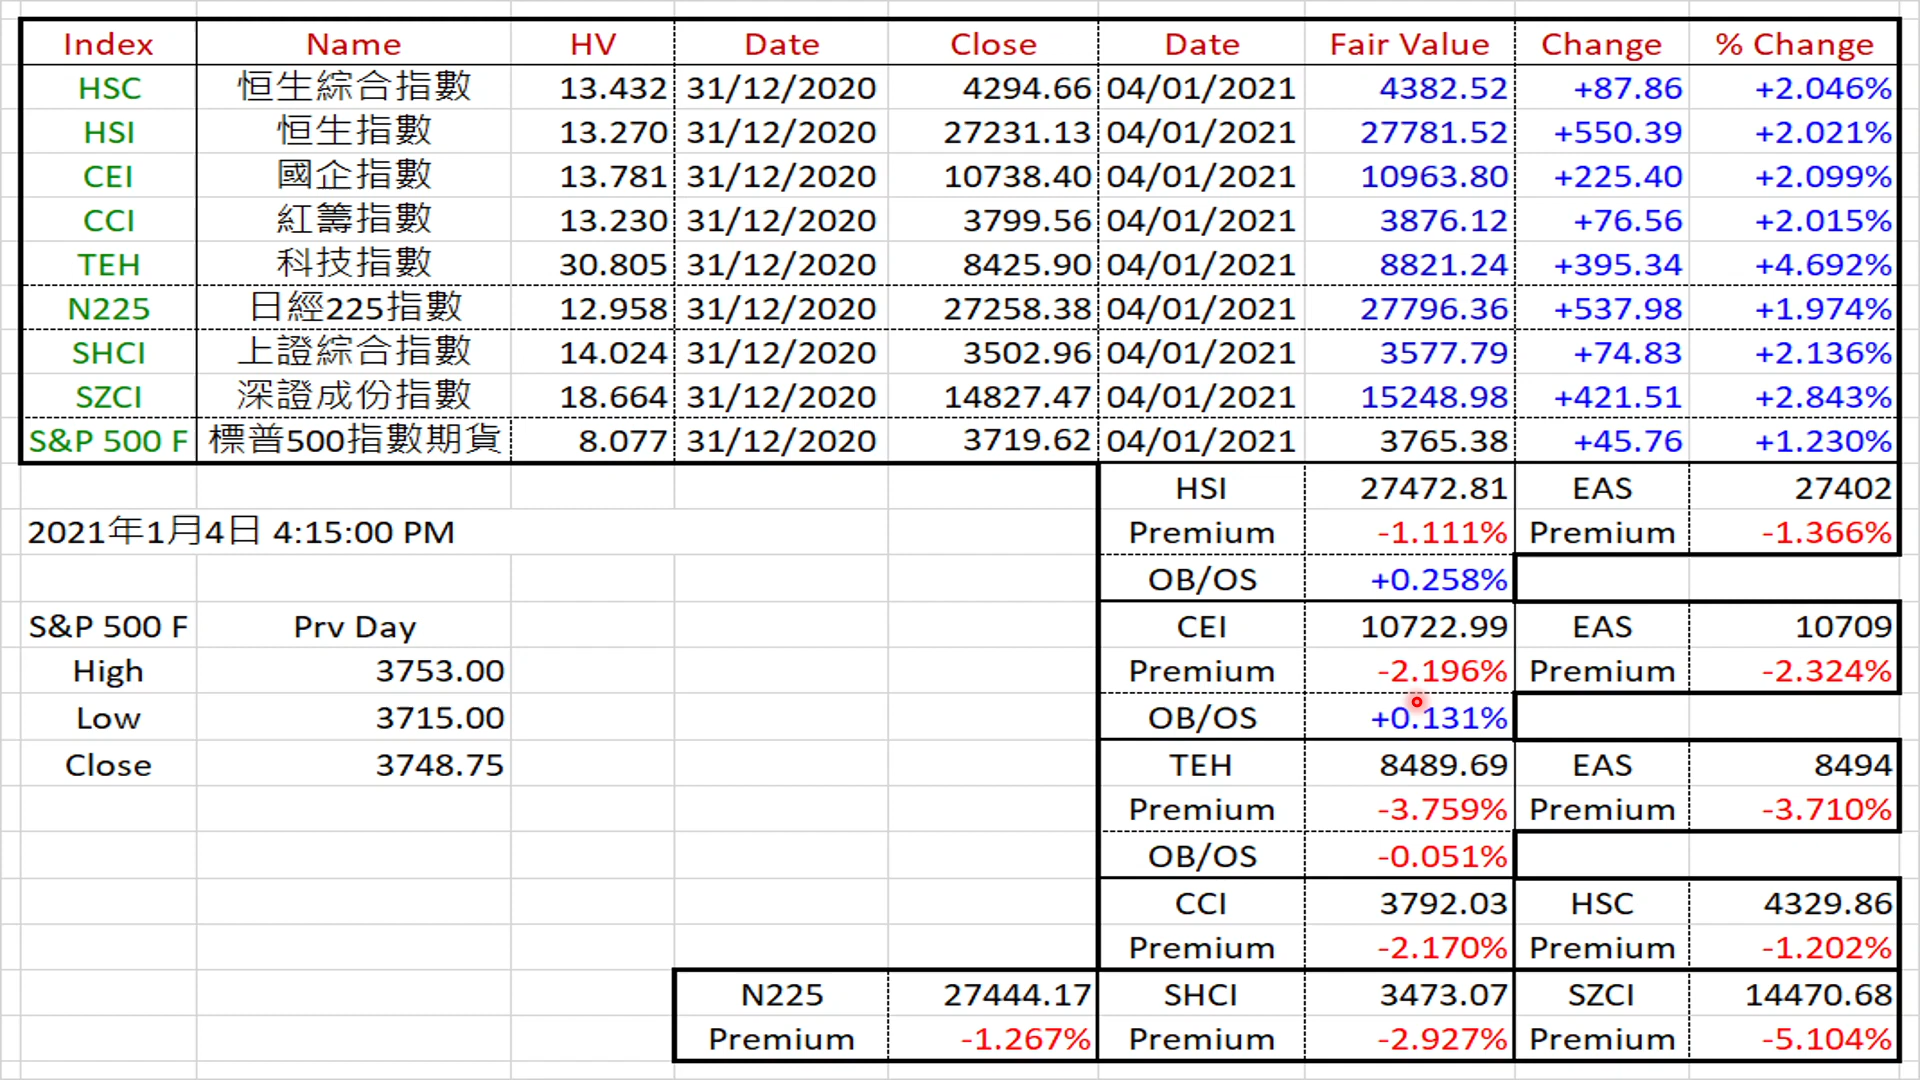 Index Name HV Date Close Date Fair Value Change % Change
HSC 恒生綜合指數 13.432 31/12/2020 4294.66 04/01/2021 4382.52 +87.86 +2.046%
HSI 恒生指數 13.270 31/12/2020 27231.13 04/01/2021 27781.52 +550.39 +2.021%
CEI 國企指數 13.781 31/12/2020 10738.40 04/01/2021 10963.80 +225.40 +2.099%
CCI 紅籌指數 13.230 31/12/2020 3799.56 04/01/2021 3876.12 +76.56 +2.015%
TEH 科技指數 30.805 31/12/2020 8425.90 04/01/2021 8821.24 +395.34 +4.692%
N225 日經225指數 12.958 31/12/2020 27258.38 04/01/2021 27796.36 +537.98 +1.974%
SHCI 上證綜合指數 14.024 31/12/2020 3502.96 04/01/2021 3577.79 +74.83 +2.136%
SZCI 深證成份指數 18.664 31/12/2020 14827.47 04/01/2021 15248.98 +421.51 +2.843%
S&P 500 F 標普500指數期貨 8.077 31/12/2020 3719.62 04/01/2021 3765.38 +45.76 +1.230%
HSI 27472.81 EAS 27402
2021年1月4日 4:15:00 PM Premium -1.111% Premium -1.366%
OB/OS +0.258%
S&P 500 F Prv Day CEI 10722.99 EAS 10709
High 3753.00 Premium -2.196% Premium -2.324%
Low 3715.00 OB/OS +0.131%
Close 3748.75 TEH 8489.69 EAS 8494
Premium -3.759% Premium -3.710%
OB/OS -0.051%
CCI 3792.03 HSC 4329.86
Premium -2.170% Premium -1.202%
N225 27444.17 SHCI 3473.07 SZCI 14470.68
Premium -1.267% Premium -2.927% Premium -5.104%